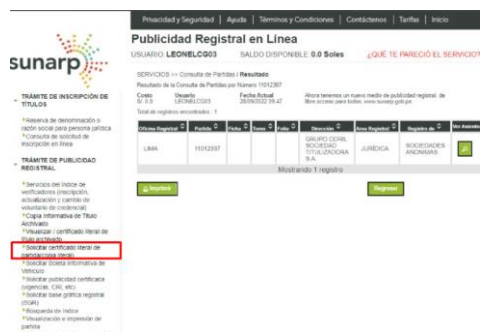 Privacidad y Seguridad | Ayuda | Términos y Condiciones | Contáctenos | Tarifas | Inicio
sunarp
Publicidad Registral en Línea
USUARIO: LEONELCG03 SALDO DISPONIBLE 0.0 Soles ¿QUÉ TE PARECIÓ EL SERVICIO?
SERVICIOS >> Consulta de Partidas / Resultado
Resultado de la Consulta de Partidas por Número 11012397
Costo Usuario Fecha Actual
S/. 0.0 LEONELCG03 28/09/2022 09:47
Ahora tenemos un nuevo medio de publicidad registral de
libre acceso para todos: www.sunarp.gob.pe
Total de registros encontrados : 1
Oficina Registral Partida Ficha Tomo Folio Dirección Área Registral Registro de Ver Asientos
LIMA 11012397 GRUPO CORIL SOCIEDAD TITULIZADORA S.A. JURÍDICA SOCIEDADES ANONIMAS
Mostrando 1 registro
Imprimir Regresar
TRÁMITE DE INSCRIPCIÓN DE
TÍTULOS
Reserva de denominación o
razón social para persona jurídica
Consulta de solicitud de
inscripción en línea
TRÁMITE DE PUBLICIDAD
REGISTRAL
Servicios del índice de
verificadores (inscripción,
actualización y cambio de
voluntario de credencial)
Copia informativa de Título
Archivado
Visualizar / certificado literal de
título archivado
Solicitar certificado literal de
partida(copia literal)
Solicitar Boleta Informativa de
Vehículo
Solicitar publicidad certificada
(vigencias, CRI, etc)
Solicitar base gráfica registral
(BGR)
Búsqueda de Índice
Visualización e impresión de
partida